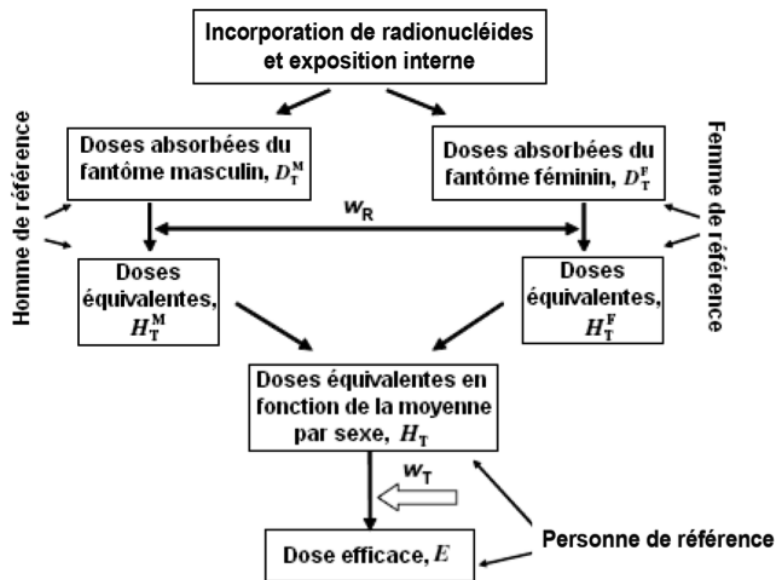 Incorporation de radionucléides
et exposition interne
Homme de référence
Doses absorbées du
fantôme masculin, D_T^M
Doses absorbées du
fantôme féminin, D_T^F
Femme de référence
w_R
Doses
équivalentes,
H_T^M
Doses
équivalentes,
H_T^F
Doses équivalentes en
fonction de la moyenne
par sexe, H_T
w_T
Dose efficace, E
Personne de référence